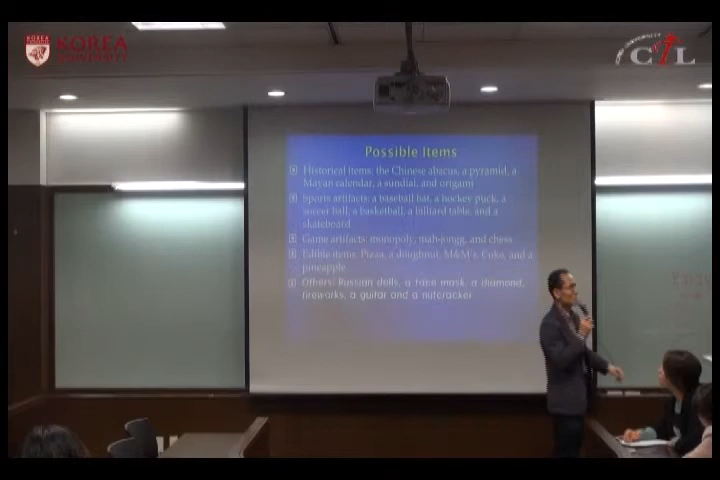 KOREA
UNIVERSITY
CTL
Possible Items
Historical items: the Chinese abacus, a pyramid, a
Mayan calendar, a sundial, and origami
Sports artifacts: a baseball bat, a hockey puck, a
soccer ball, a basketball, a billiard table, and a
skateboard
Game artifacts: monopoly, mah-jongg, and chess
Edible items: Pizza, a doughnut, M&M's, Coke, and a
pineapple
Others: Russian dolls, a face mask, a diamond,
fireworks, a guitar and a nutcracker